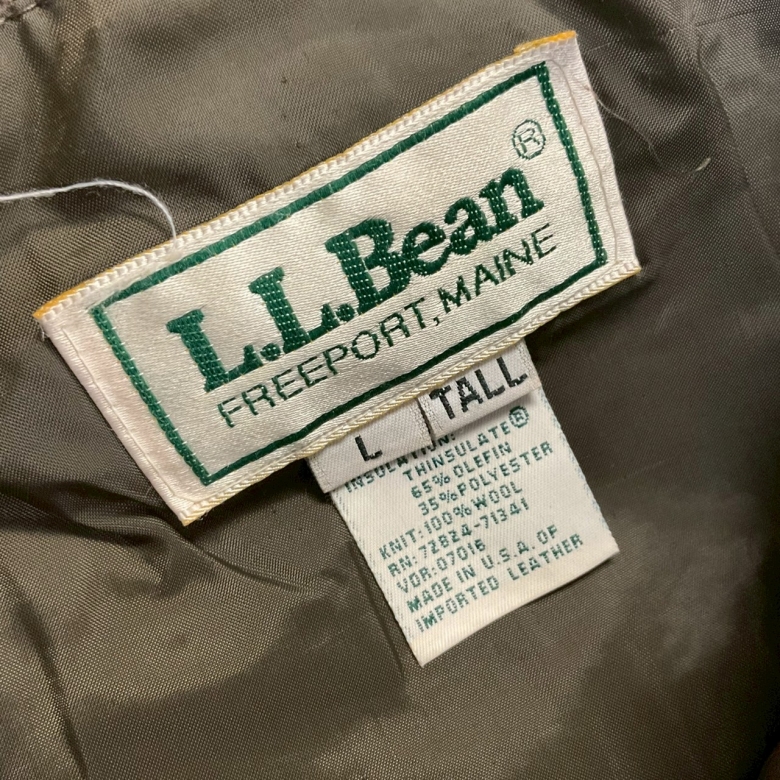 L.L.Bean®
FREEPORT, MAINE
L
TALL
INSULATION:
THINSULATE®
65% OLEFIN
35% POLYESTER
KNIT: 100% WOOL
RN: 72824-71341
VDR: 07016
MADE IN U.S.A. OF
IMPORTED LEATHER